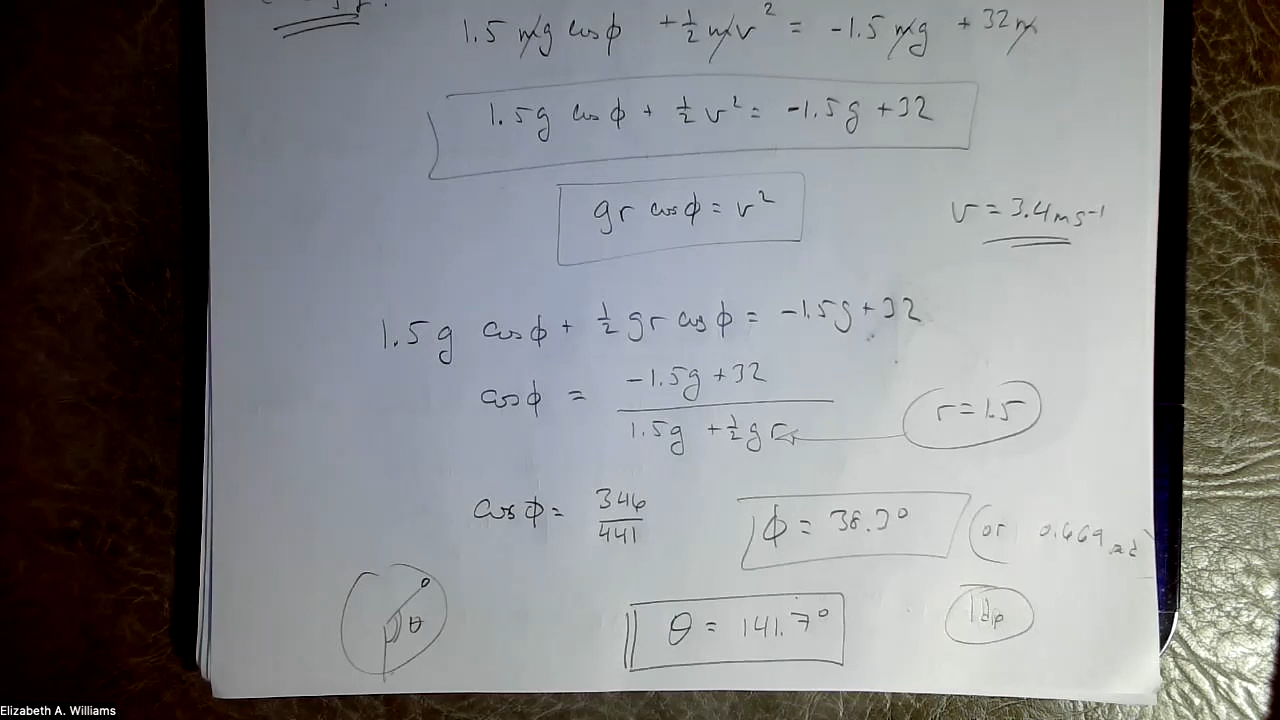 1.5 mg cos ϕ + 1/2 mv² = -1.5 mg + 32m
1.5g cos ϕ + 1/2 v² = -1.5g + 32
gr cos ϕ = v²
v = 3.4 ms⁻¹
1.5g cos ϕ + 1/2 gr cos ϕ = -1.5g + 32
cos ϕ = (-1.5g + 32) / (1.5g + 1/2 gr)
r = 1.5
cos ϕ = 346/441
ϕ = 38.3°
or 0.669 rad
θ
θ = 141.7°
1dp
Elizabeth A. Williams